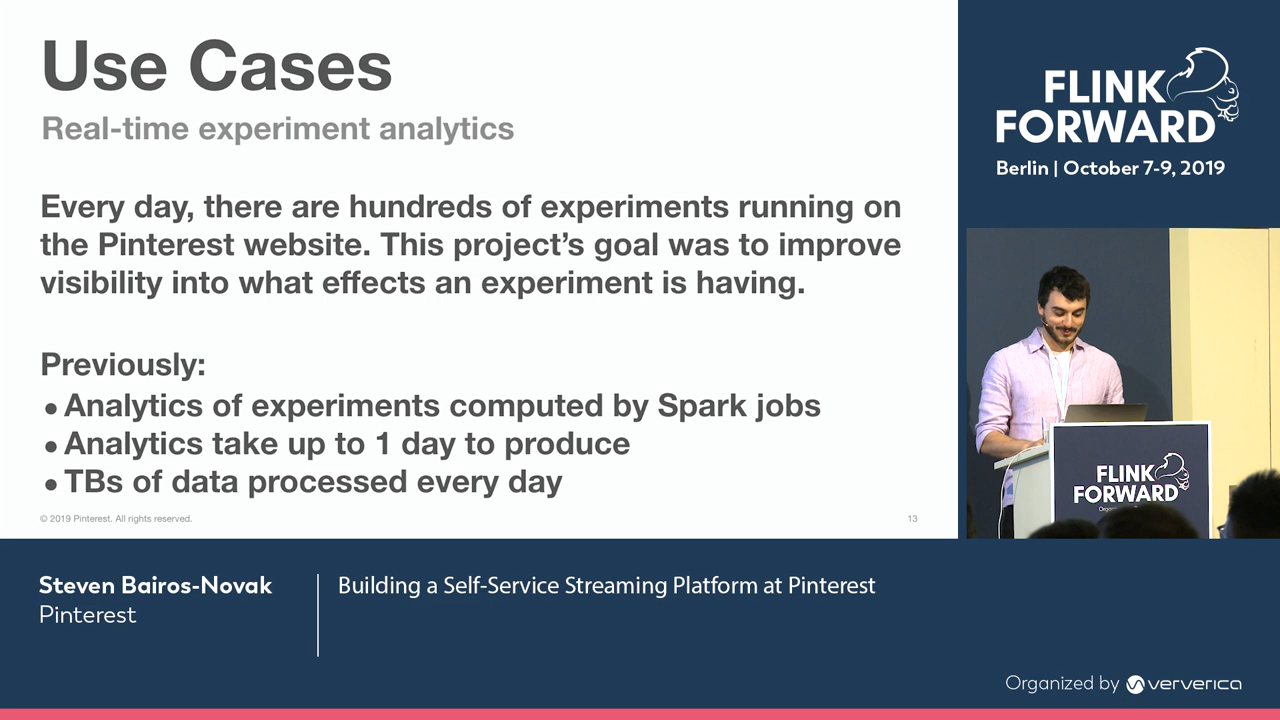 Use Cases
Real-time experiment analytics
Every day, there are hundreds of experiments running on
the Pinterest website. This project's goal was to improve
visibility into what effects an experiment is having.
Previously:
• Analytics of experiments computed by Spark jobs
• Analytics take up to 1 day to produce
• TBs of data processed every day
© 2019 Pinterest. All rights reserved.
13
FLINK
FORWARD
Berlin | October 7-9, 2019
FLINK
FORWARD
Steven Bairos-Novak
Pinterest
Building a Self-Service Streaming Platform at Pinterest
Organized by ververica